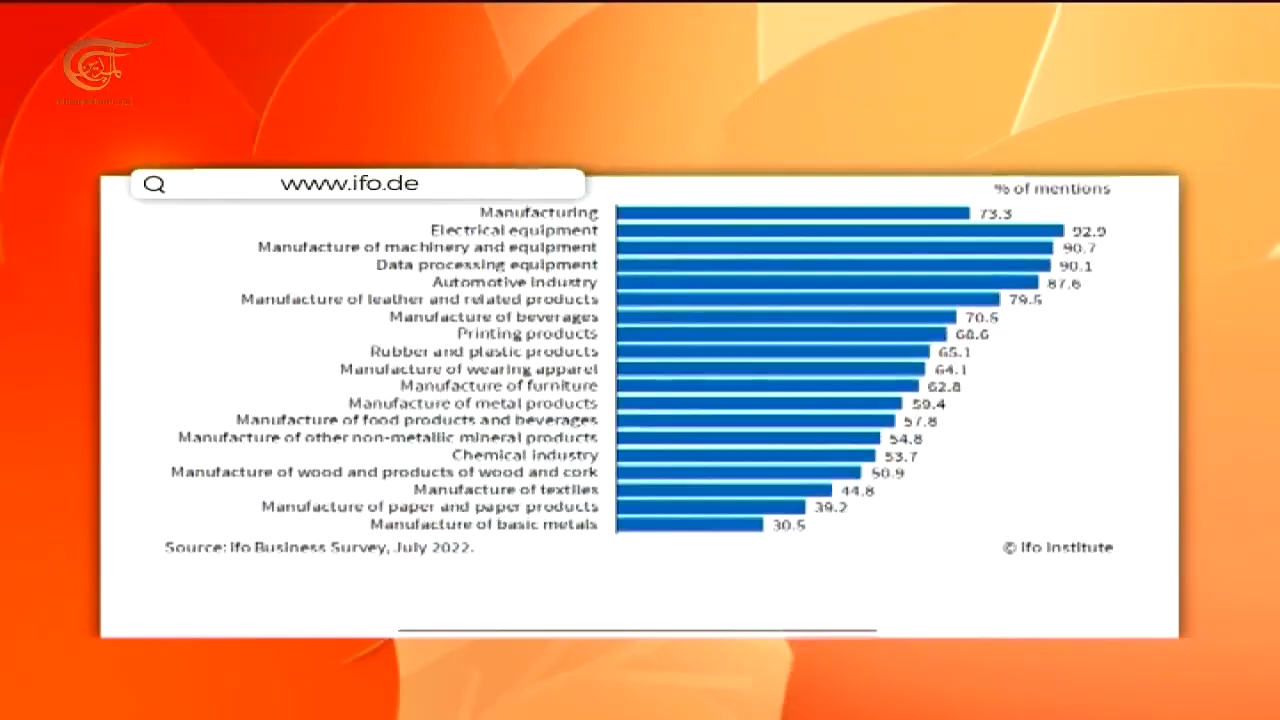 الميادين
www.ifo.de
% of mentions
Manufacturing 73.3
Electrical equipment 92.9
Manufacture of machinery and equipment 90.7
Data processing equipment 90.1
Automotive industry 87.6
Manufacture of leather and related products 79.5
Manufacture of beverages 70.5
Printing products 68.6
Rubber and plastic products 65.1
Manufacture of wearing apparel 64.1
Manufacture of furniture 62.8
Manufacture of metal products 59.4
Manufacture of food products and beverages 57.8
Manufacture of other non-metallic mineral products 54.8
Chemical industry 53.7
Manufacture of wood and products of wood and cork 50.9
Manufacture of textiles 44.8
Manufacture of paper and paper products 39.2
Manufacture of basic metals 30.5
Source: ifo Business Survey, July 2022. © ifo Institute